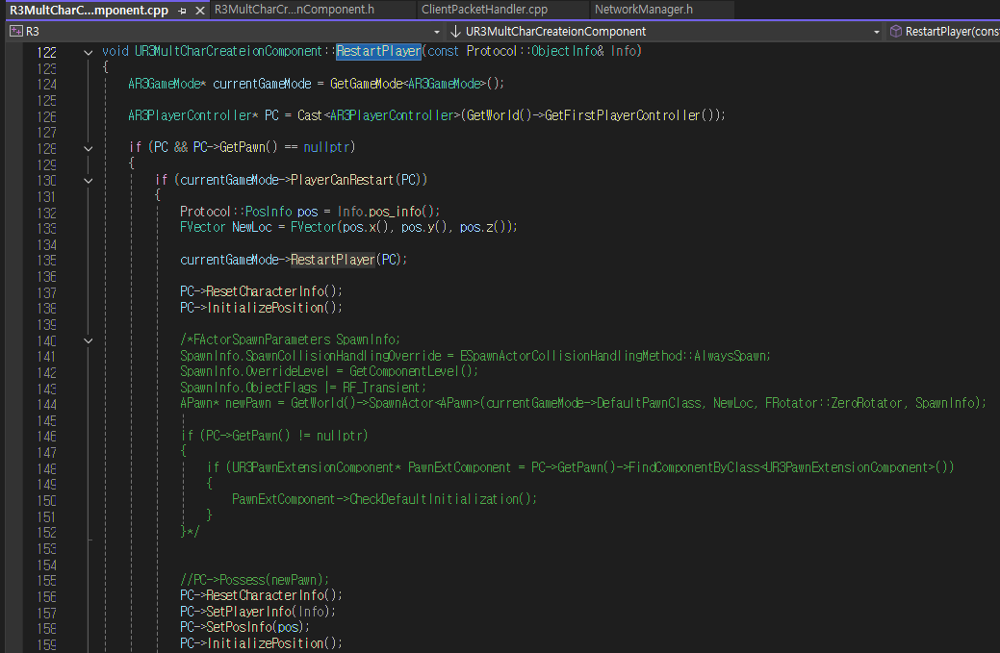 R3MultCharC...mponent.cpp
R3MultCharCr...nComponent.h
ClientPacketHandler.cpp
NetworkManager.h
R3
UR3MultCharCreateionComponent
RestartPlayer(cons
122 void UR3MultCharCreateionComponent::RestartPlayer(const Protocol::ObjectInfo& Info)
123 {
124 AR3GameMode* currentGameMode = GetGameMode<AR3GameMode>();
125
126 AR3PlayerController* PC = Cast<AR3PlayerController>(GetWorld()->GetFirstPlayerController());
127
128 if (PC && PC->GetPawn() == nullptr)
129 {
130 if (currentGameMode->PlayerCanRestart(PC))
131 {
132 Protocol::PosInfo pos = Info.pos_info();
133 FVector NewLoc = FVector(pos.x(), pos.y(), pos.z());
134
135 currentGameMode->RestartPlayer(PC);
136
137 PC->ResetCharacterInfo();
138 PC->InitializePosition();
139
140 /*FActorSpawnParameters SpawnInfo;
141 SpawnInfo.SpawnCollisionHandlingOverride = ESpawnActorCollisionHandlingMethod::AlwaysSpawn;
142 SpawnInfo.OverrideLevel = GetComponentLevel();
143 SpawnInfo.ObjectFlags |= RF_Transient;
144 APawn* newPawn = GetWorld()->SpawnActor<APawn>(currentGameMode->DefaultPawnClass, NewLoc, FRotator::ZeroRotator, SpawnInfo);
145
146 if (PC->GetPawn() != nullptr)
147 {
148 if (UR3PawnExtensionComponent* PawnExtComponent = PC->GetPawn()->FindComponentByClass<UR3PawnExtensionComponent>())
149 {
150 PawnExtComponent->CheckDefaultInitialization();
151 }
152 }*/
153
154
155 //PC->Possess(newPawn);
156 PC->ResetCharacterInfo();
157 PC->SetPlayerInfo(Info);
158 PC->SetPosInfo(pos);
159 PC->InitializePosition();